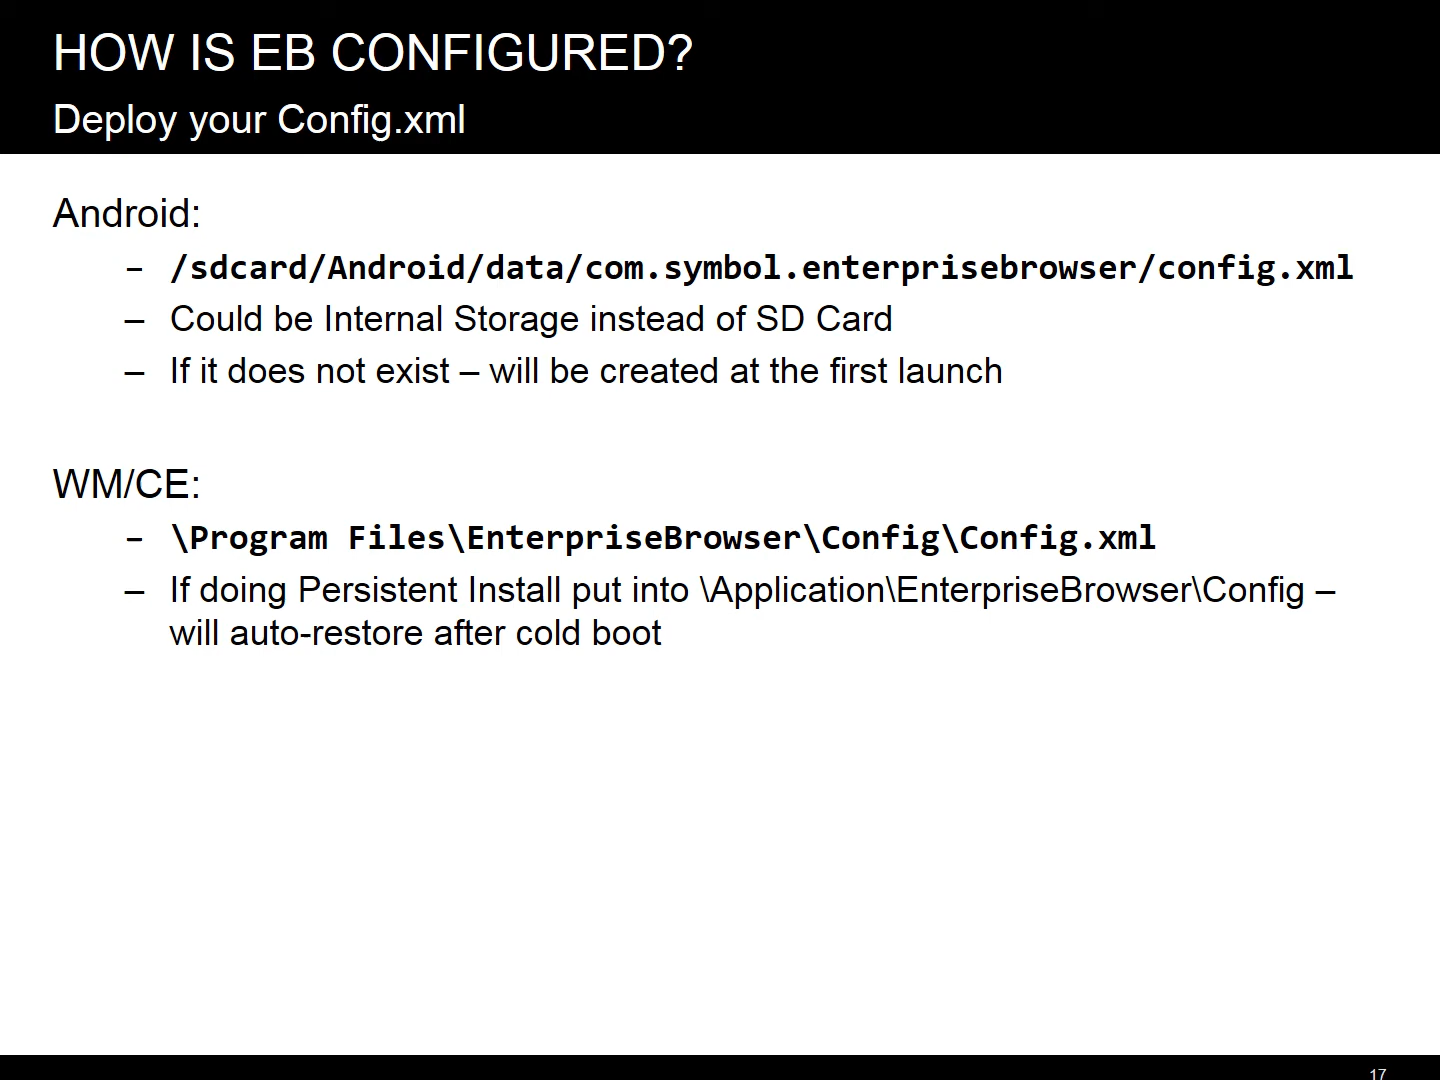 HOW IS EB CONFIGURED?
Deploy your Config.xml
Android:
– /sdcard/Android/data/com.symbol.enterprisebrowser/config.xml
– Could be Internal Storage instead of SD Card
– If it does not exist – will be created at the first launch
WM/CE:
– \Program Files\EnterpriseBrowser\Config\Config.xml
– If doing Persistent Install put into \Application\EnterpriseBrowser\Config –
will auto-restore after cold boot
17